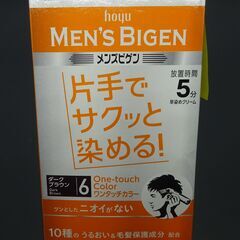 hoyu
MEN'S BIGEN
メンズビゲン
放置時間
5分
早染めクリーム
片手で
サクッと
染める!
ダーク
ブラウン
Dark
Brown
6
One-touch
Color
ワンタッチカラー
ツンとしたニオイがない
10種のうるおい&毛髪保護成分 配合